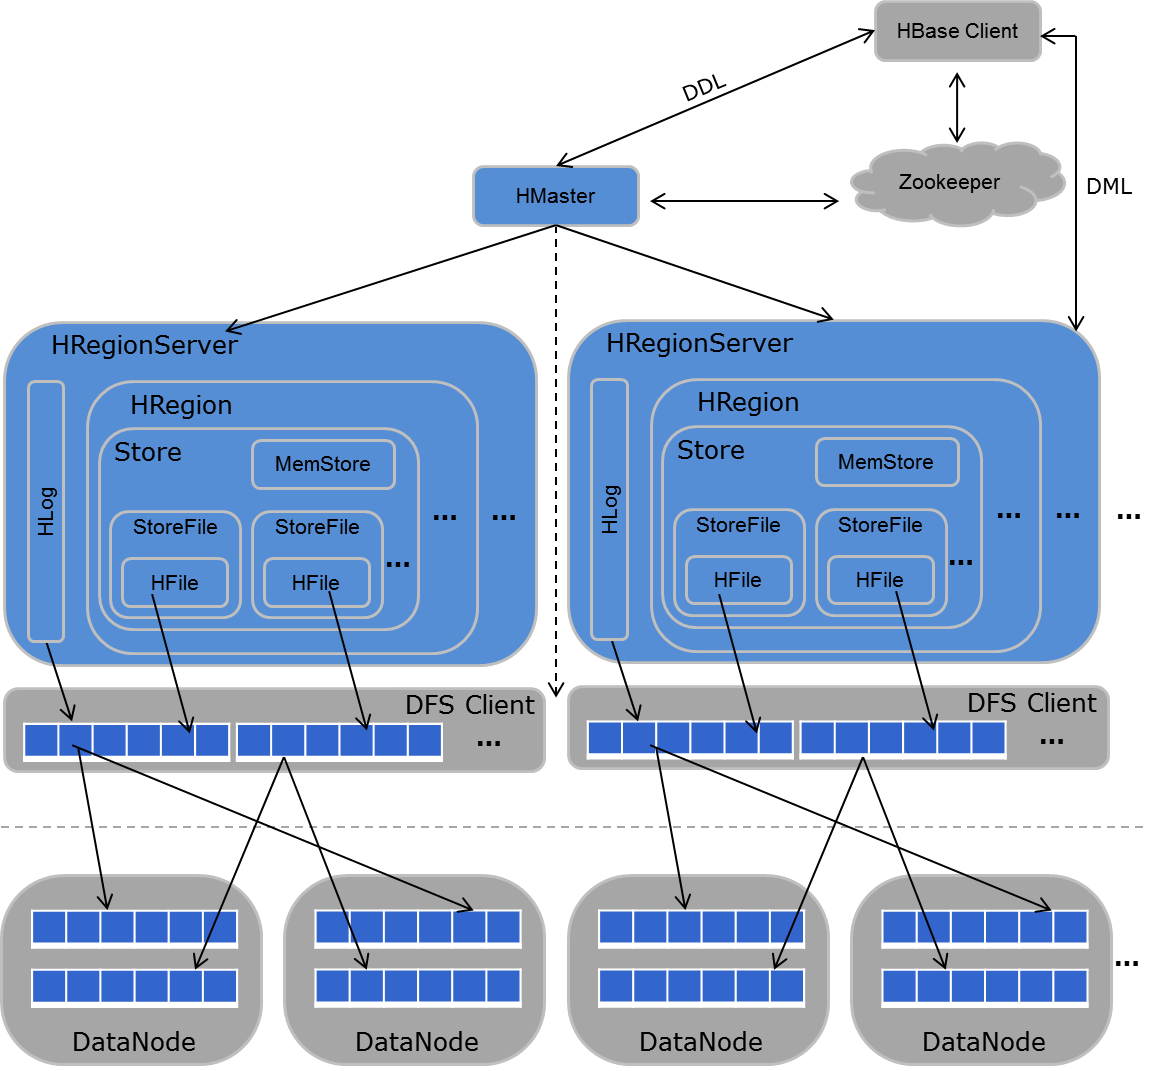 HBase Client
DDL
Zookeeper
DML
HMaster
HRegionServer
HRegionServer
HRegion
HRegion
Store
MemStore
Store
MemStore
HLog
StoreFile
StoreFile
...
...
HLog
StoreFile
StoreFile
...
...
...
HFile
HFile
...
HFile
HFile
...
DFS Client
DFS Client
...
...
...
DataNode
DataNode
DataNode
DataNode